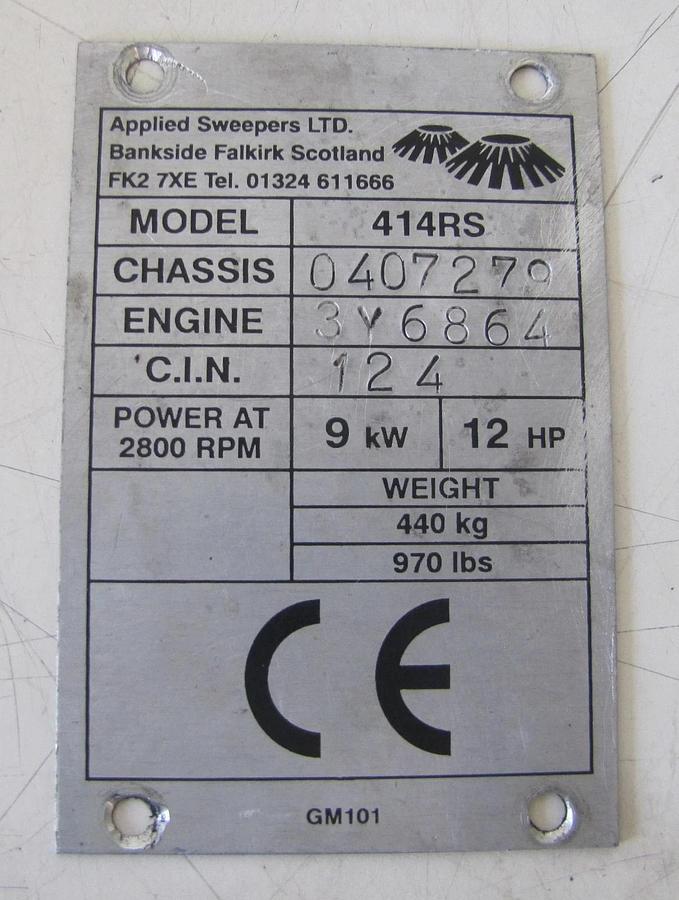 Applied Sweepers LTD.
Bankside Falkirk Scotland
FK2 7XE Tel. 01324 611666
MODEL 414RS
CHASSIS 0407279
ENGINE 3Y6864
C.I.N. 124
POWER AT
2800 RPM 9 kW 12 HP
WEIGHT
440 kg
970 lbs
CE
GM101